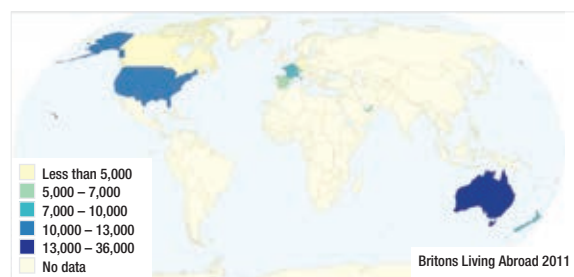 Less than 5,000
5,000 – 7,000
7,000 – 10,000
10,000 – 13,000
13,000 – 36,000
No data
Britons Living Abroad 2011